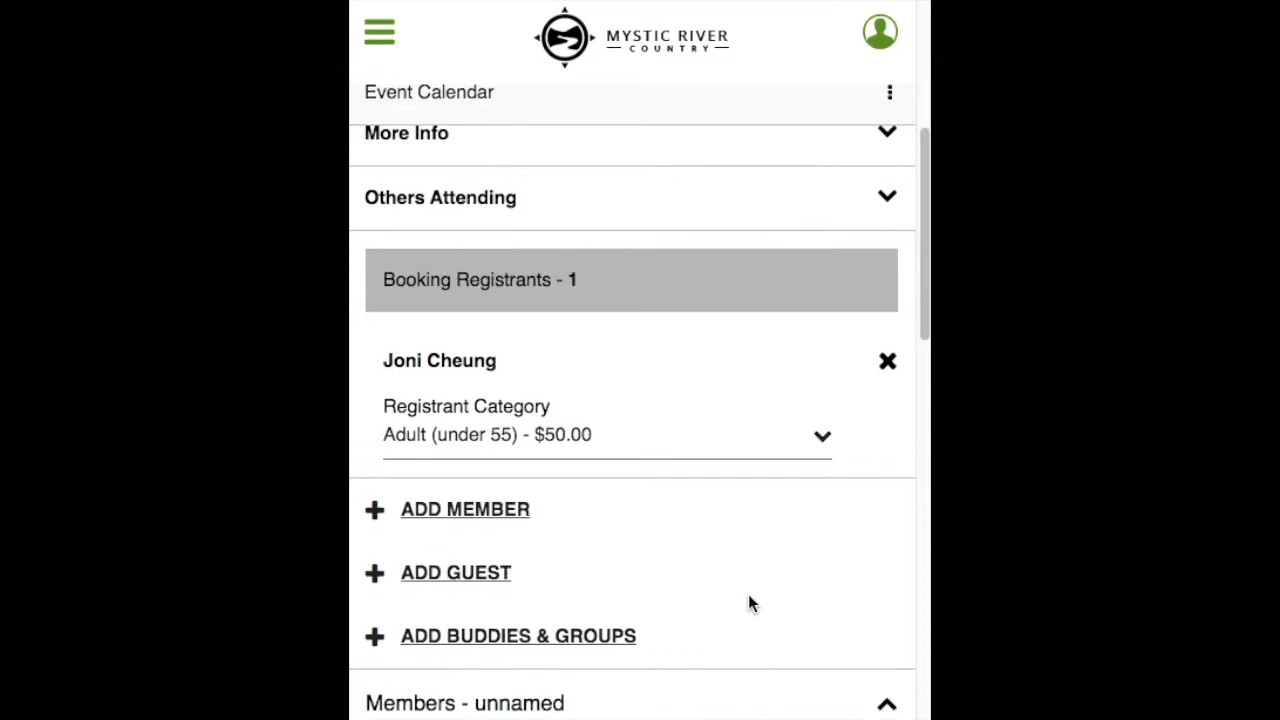 MYSTIC RIVER
COUNTRY
Event Calendar
More Info
Others Attending
Booking Registrants - 1
Joni Cheung
Registrant Category
Adult (under 55) - $50.00
ADD MEMBER
ADD GUEST
ADD BUDDIES & GROUPS
Members - unnamed